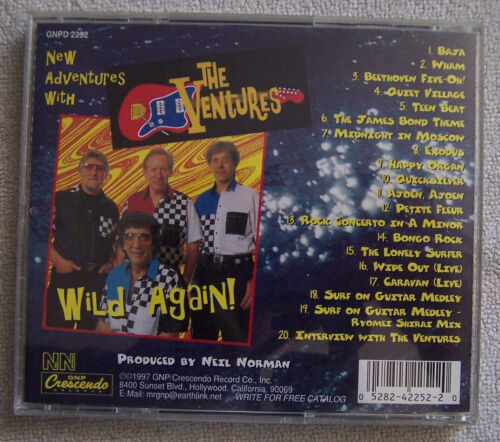 GNPD 2252
New
Adventures
With
The
Ventures
Wild Again!
1. Baja
2. Wham
3. Beethoven Five-Oh!
4. Quiet Village
5. Teen Beat
6. The James Bond Theme
7. Midnight in Moscow
8. Exodus
9. Happy Organ
10. Quicksilver
11. Ajoen, Ajoen
12. Petite Fleur
13. Rock Concerto in A Minor
14. Bongo Rock
15. The Lonely Surfer
16. Wide Out (Live)
17. Caravan (Live)
18. Surf on Guitar Medley
19. Surf on Guitar Medley -
Ryomei Shirai Mix
20. Interview with The Ventures
Produced by Neil Norman
NN
GNP
Crescendo
RECORDS
©℗1997 GNP/Crescendo Record Co., Inc.
8400 Sunset Blvd., Hollywood, California, 90069
E-Mail: mrgnp@earthlink.net
WRITE FOR FREE CATALOG
0 5282-42252-2 0